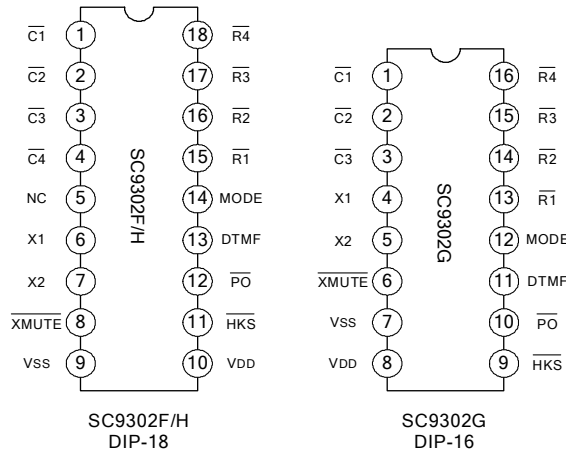 C1 1 18 R4
C2 2 17 R3
C3 3 16 R2
C4 4 15 R1
NC 5 14 MODE
X1 6 13 DTMF
X2 7 12 PO
XMUTE 8 11 HKS
VSS 9 10 VDD
SC9302F/H
SC9302F/H
DIP-18
C1 1 16 R4
C2 2 15 R3
C3 3 14 R2
X1 4 13 R1
X2 5 12 MODE
XMUTE 6 11 DTMF
VSS 7 10 PO
VDD 8 9 HKS
SC9302G
SC9302G
DIP-16